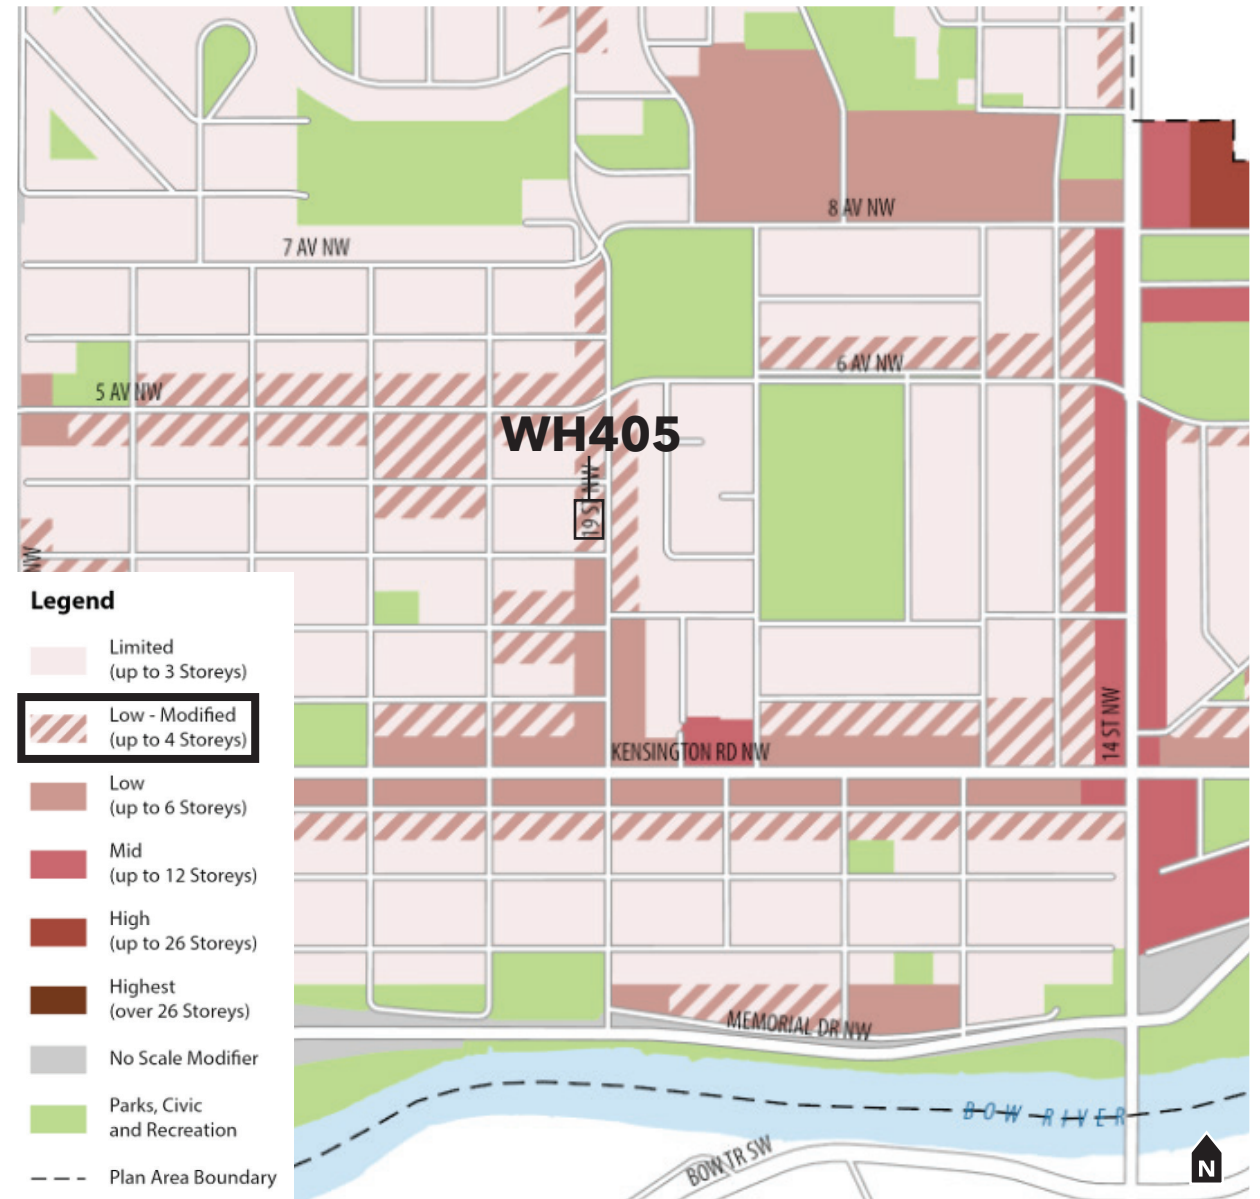 8 AV NW
7 AV NW
6 AV NW
5 AV NW
WH405
19 ST NW
NW
14 ST NW
KENSINGTON RD NW
MEMORIAL DR NW
BOW RIVER
BOW TR SW
N
Legend
Limited
(up to 3 Storeys)
Low - Modified
(up to 4 Storeys)
Low
(up to 6 Storeys)
Mid
(up to 12 Storeys)
High
(up to 26 Storeys)
Highest
(over 26 Storeys)
No Scale Modifier
Parks, Civic
and Recreation
Plan Area Boundary